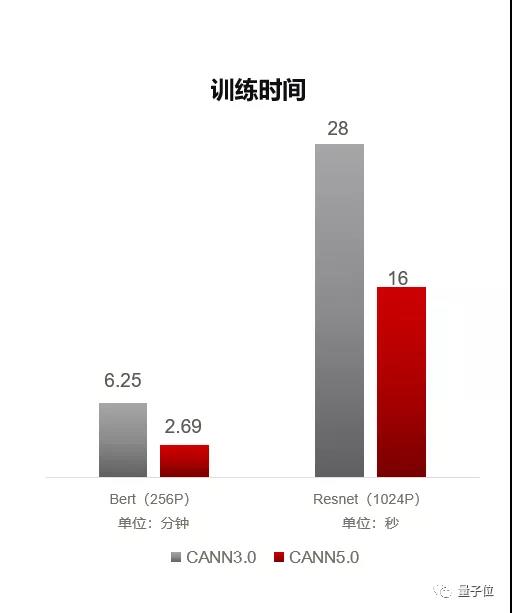 训练时间
28
16
6.25
2.69
Bert（256P）
Resnet（1024P）
单位：分钟
单位：秒
CANN3.0
CANN5.0
量子位